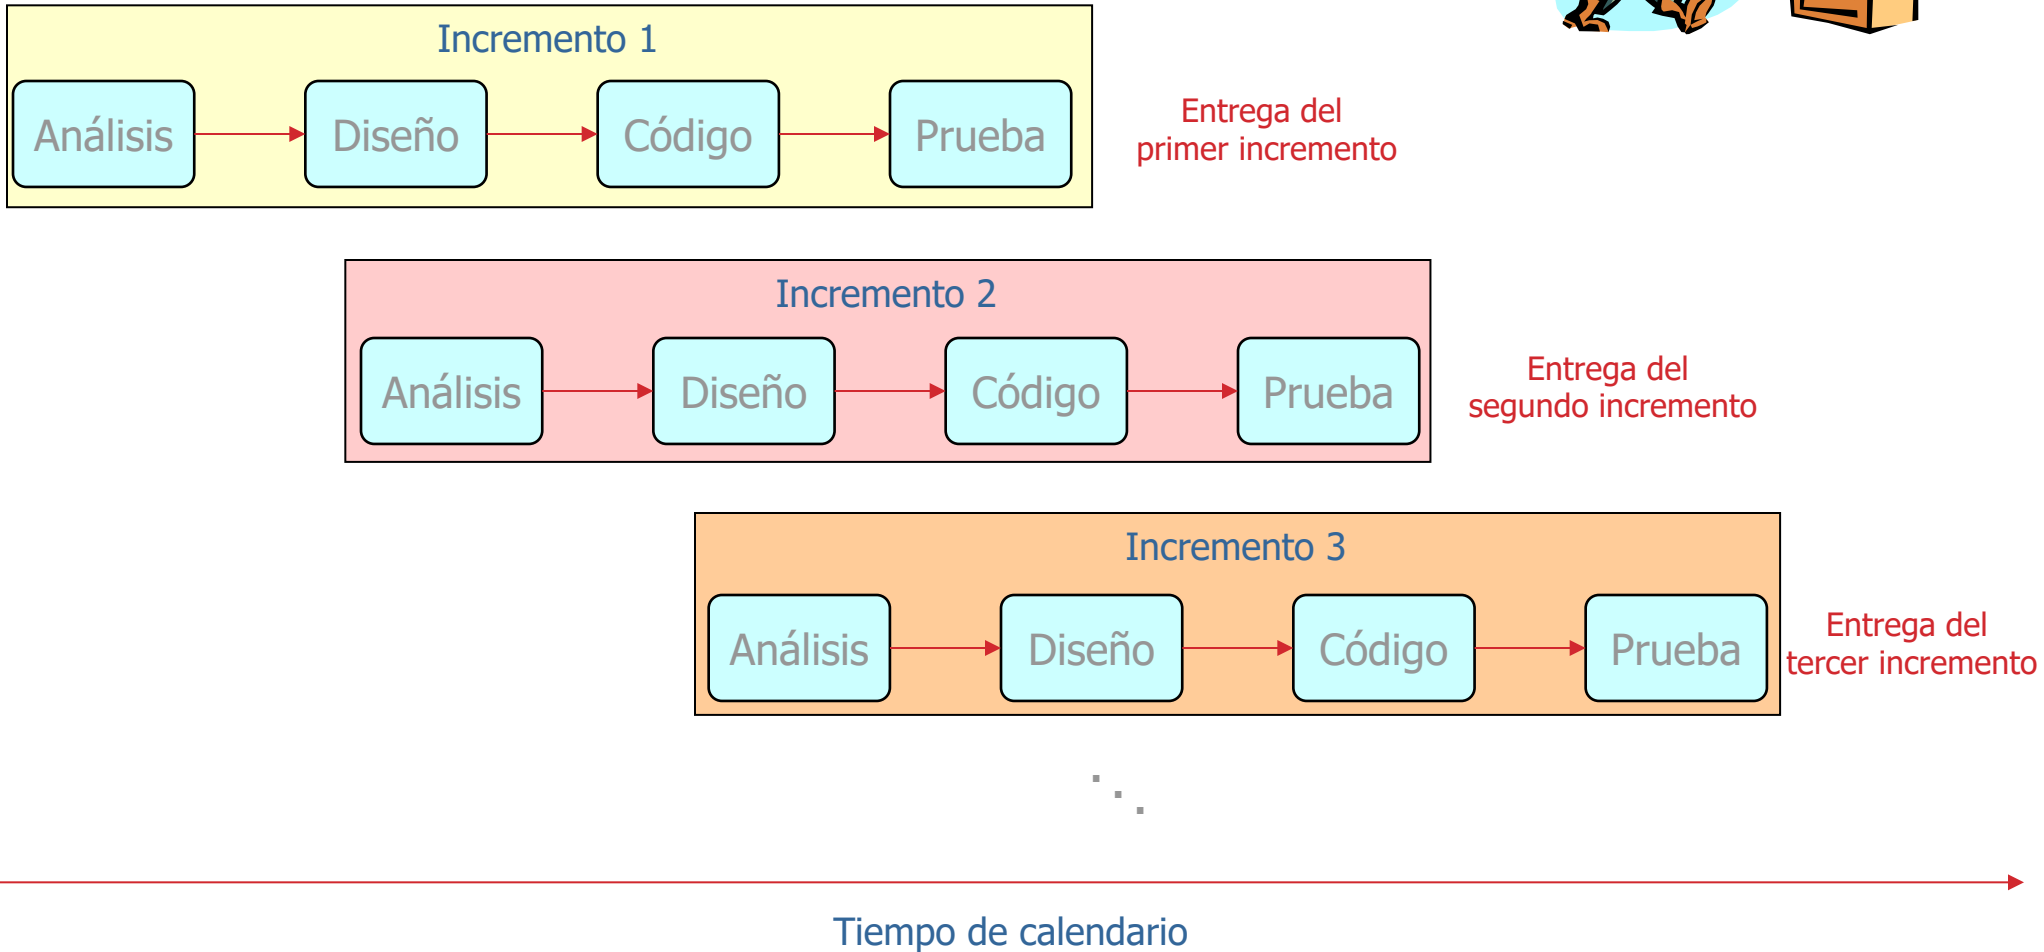 Incremento 1
Análisis
Diseño
Código
Prueba
Entrega del
primer incremento
Incremento 2
Análisis
Diseño
Código
Prueba
Entrega del
segundo incremento
Incremento 3
Análisis
Diseño
Código
Prueba
Entrega del
tercer incremento
Tiempo de calendario